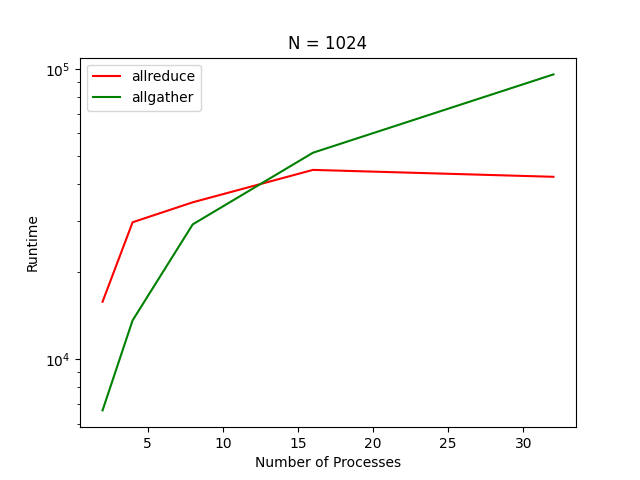 N = 1024
allreduce
allgather
10^5
10^4
Runtime
5 10 15 20 25 30
Number of Processes